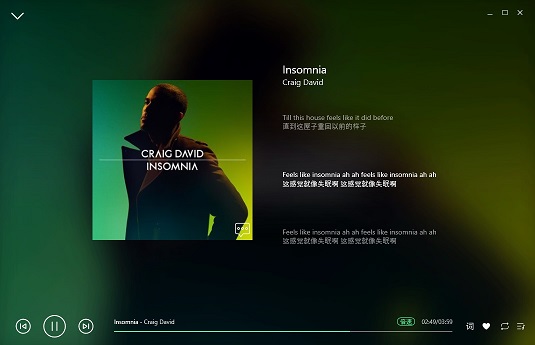 Insomnia
Craig David
CRAIG DAVID
INSOMNIA
Till this house feels like it did before
直到这屋子重回以前的样子
Feels like insomnia ah ah feels like insomnia ah ah
这感觉就像失眠啊 这感觉就像失眠啊
Feels like insomnia ah ah feels like insomnia ah ah
这感觉就像失眠啊 这感觉就像失眠啊
Insomnia - Craig David
倍速
02:49/03:59
词